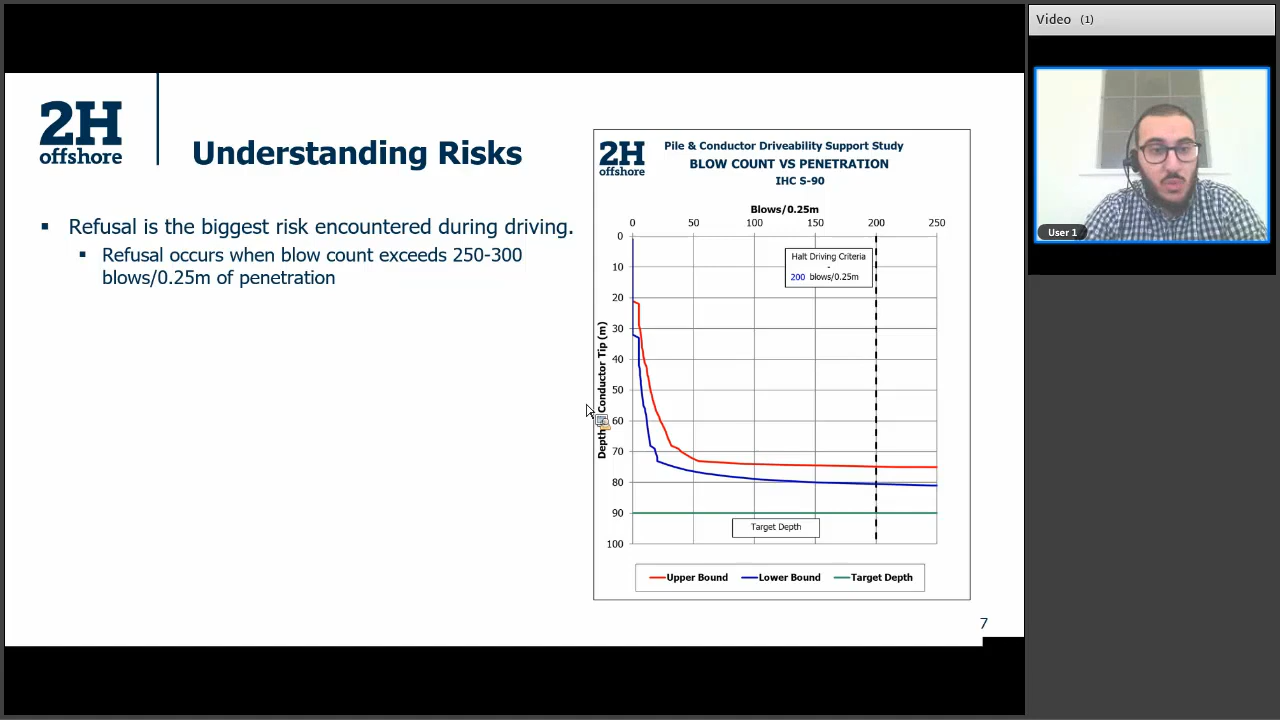 2H
offshore
Understanding Risks
▪ Refusal is the biggest risk encountered during driving.
▪ Refusal occurs when blow count exceeds 250-300
blows/0.25m of penetration
2H
offshore
Pile & Conductor Driveability Support Study
BLOW COUNT VS PENETRATION
IHC S-90
Blows/0.25m
0 50 100 150 200 250
0
10
20
30
40
50
60
70
80
90
100
Conductor Tip (m)
Depth
Halt Driving Criteria
-
200 blows/0.25m
Target Depth
Upper Bound Lower Bound Target Depth
7
Video (1)
User 1